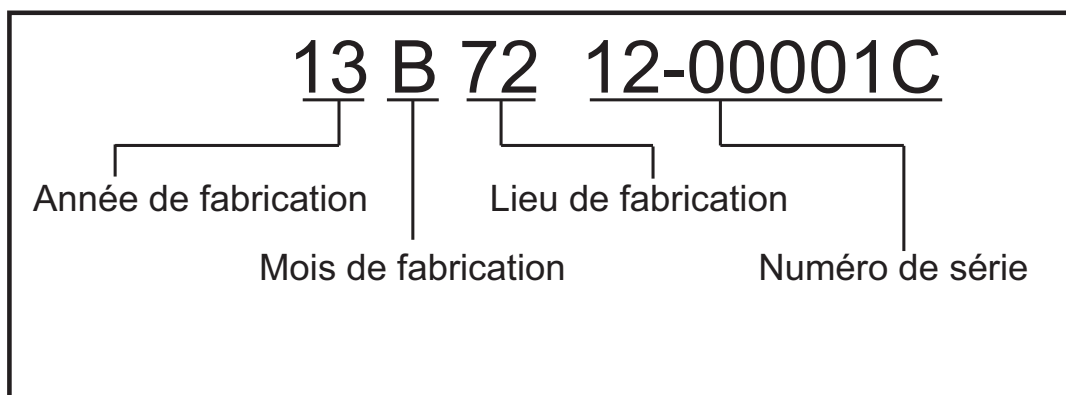 13 B 72 12-00001C
Année de fabrication Lieu de fabrication
Mois de fabrication Numéro de série